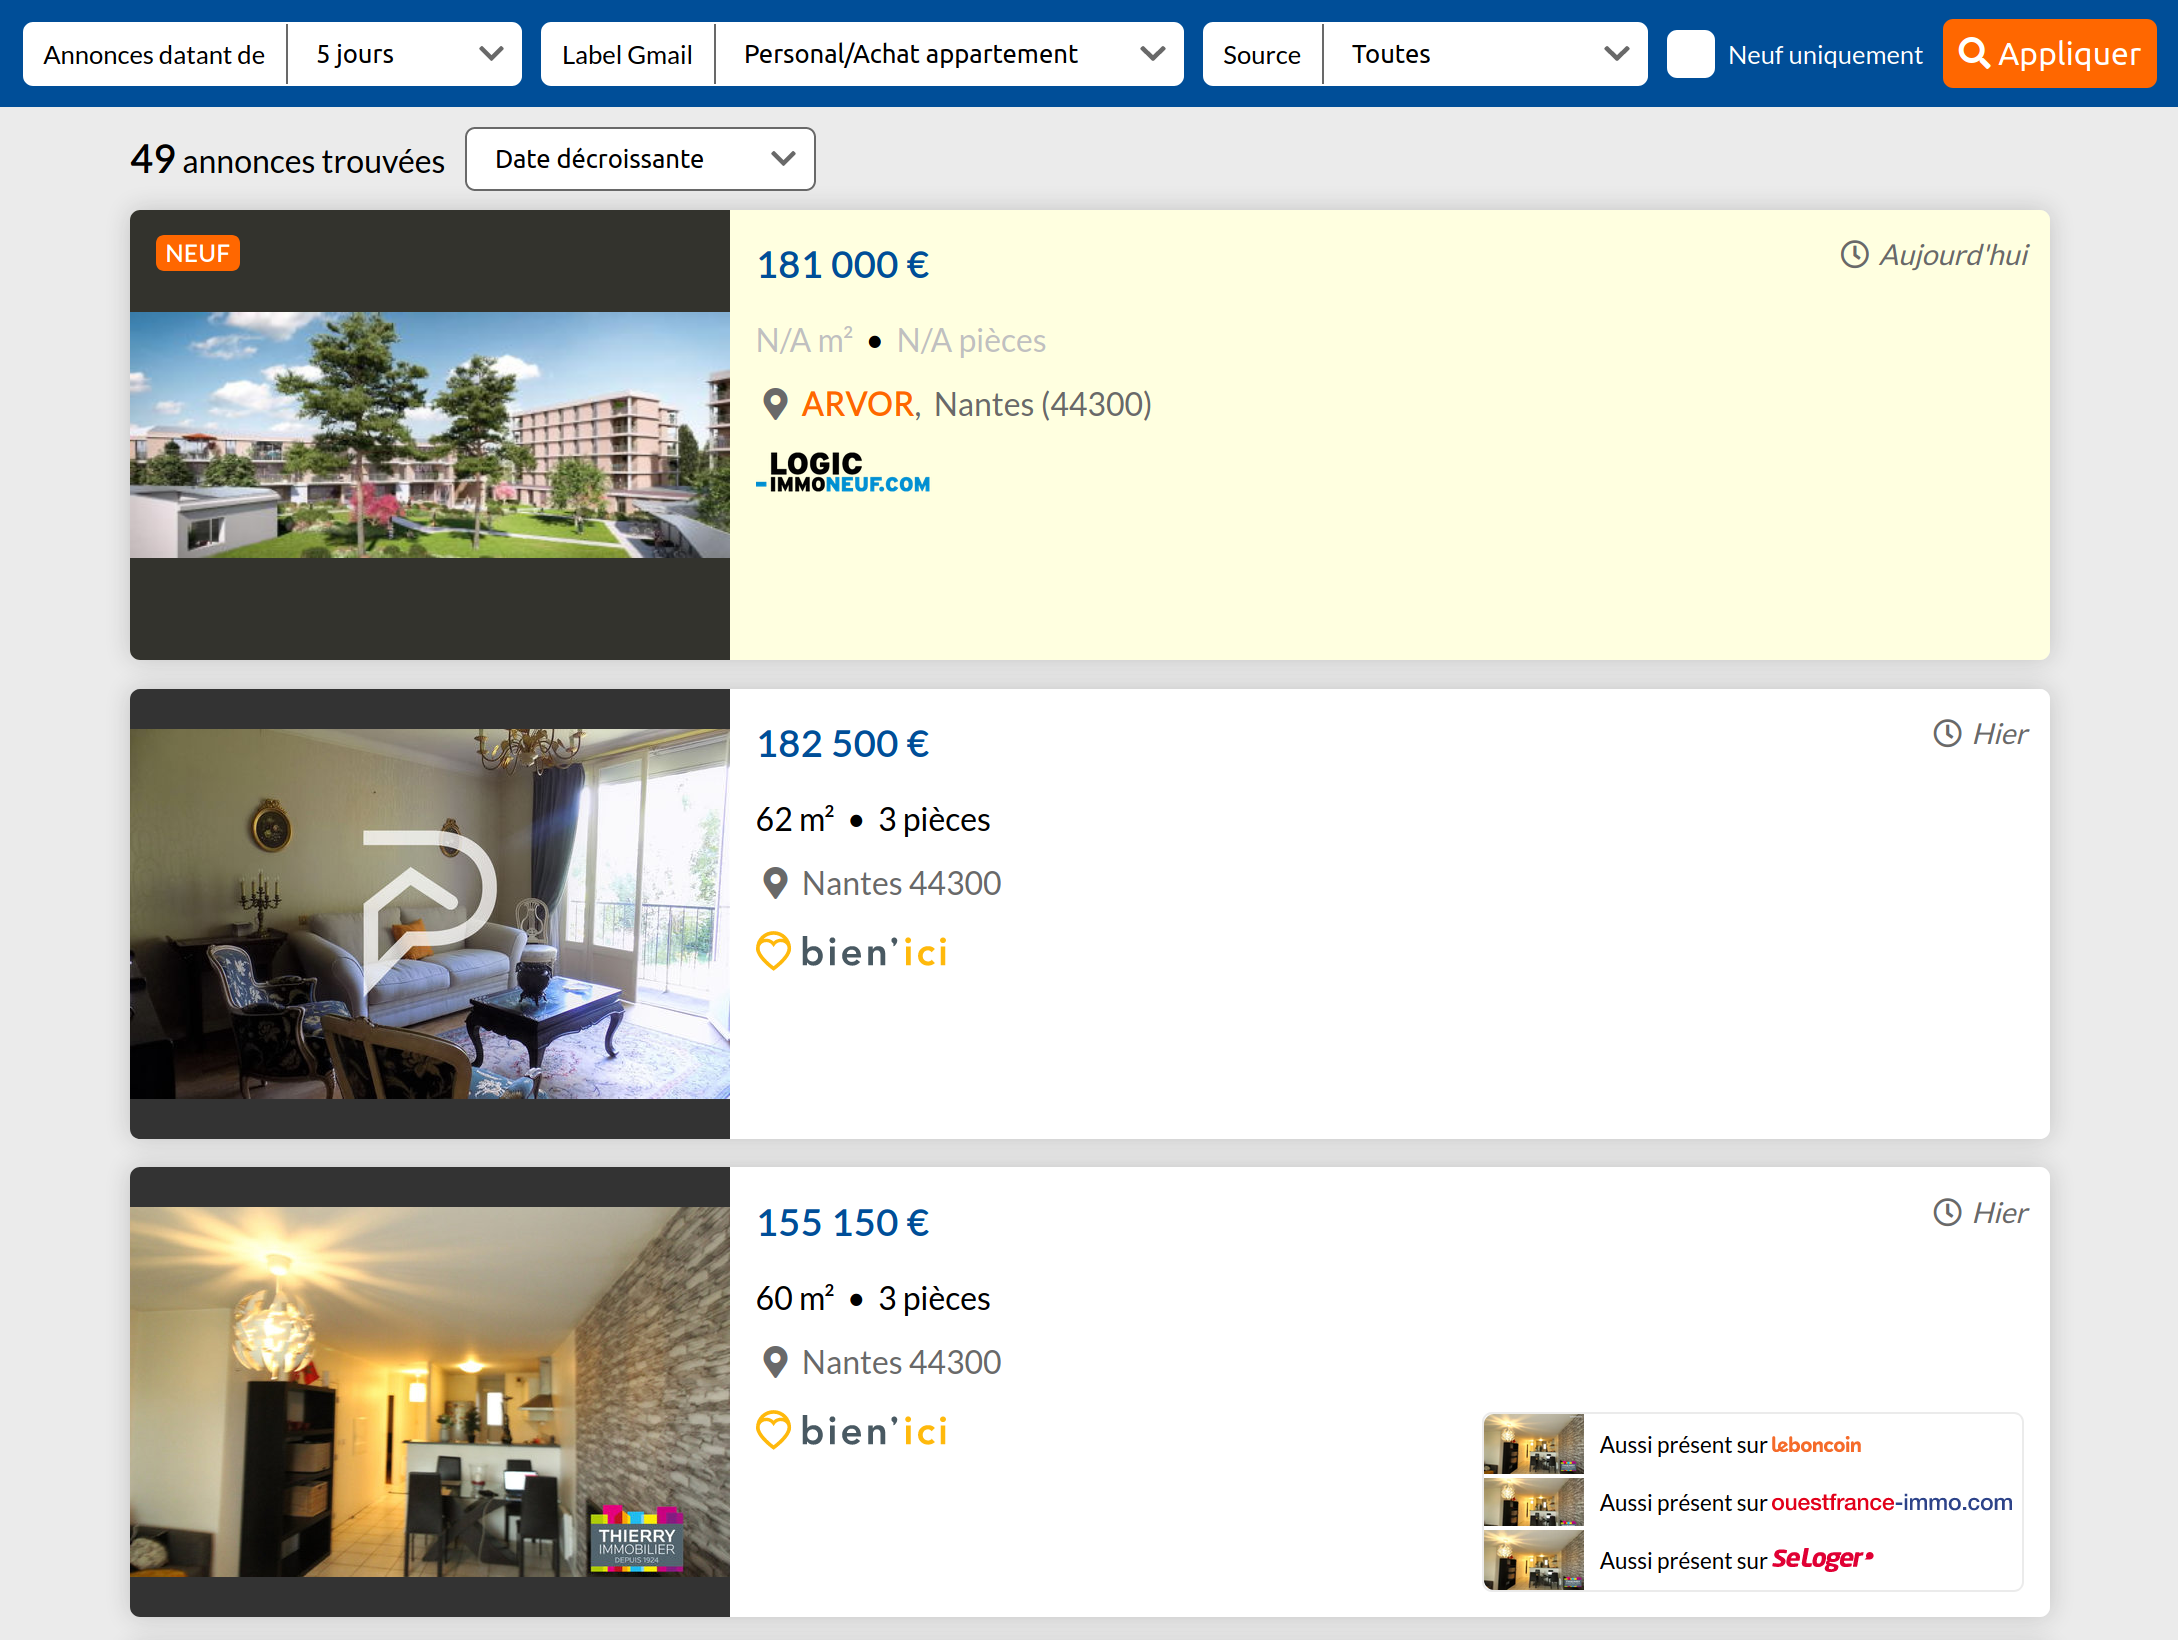 Annonces datant de 5 jours Label Gmail Personal/Achat appartement Source Toutes Neuf uniquement Appliquer
49 annonces trouvées Date décroissante
NEUF
181 000 €
Aujourd'hui
N/A m² • N/A pièces
ARVOR, Nantes (44300)
LOGIC
-IMMONEUF.COM
182 500 €
Hier
62 m² • 3 pièces
Nantes 44300
bien'ici
155 150 €
Hier
60 m² • 3 pièces
Nantes 44300
bien'ici
THIERRY
IMMOBILIER
DEPUIS 1924
Aussi présent sur leboncoin
Aussi présent sur ouestfrance-immo.com
Aussi présent sur SeLoger